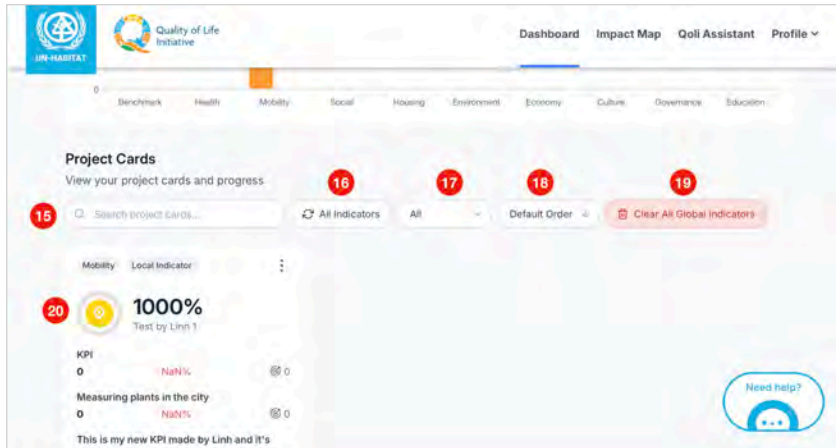 UN-HABITAT
Quality of Life
Initiative
Dashboard Impact Map Qoli Assistant Profile
0
Benchmark Health Mobility Social Housing Environment Economy Culture Governance Education
Project Cards
View your project cards and progress
16 17 18 19
15 Search project cards... All Indicators All Default Order Clear All Global Indicators
Mobility Local Indicator
20 1000%
Test by Linn 1
KPI
0 NaN% 0
Measuring plants in the city
0 NaN% 0
This is my new KPI made by Linh and it's
Need help?